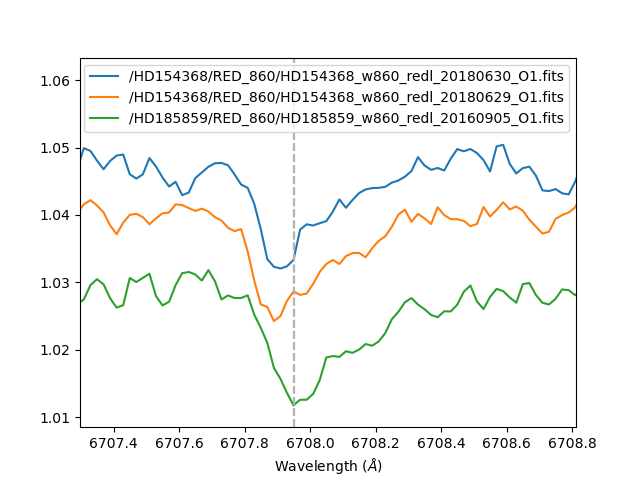 /HD154368/RED_860/HD154368_w860_redl_20180630_O1.fits
/HD154368/RED_860/HD154368_w860_redl_20180629_O1.fits
/HD185859/RED_860/HD185859_w860_redl_20160905_O1.fits
1.06
1.05
1.04
1.03
1.02
1.01
6707.4 6707.6 6707.8 6708.0 6708.2 6708.4 6708.6 6708.8
Wavelength (Å)